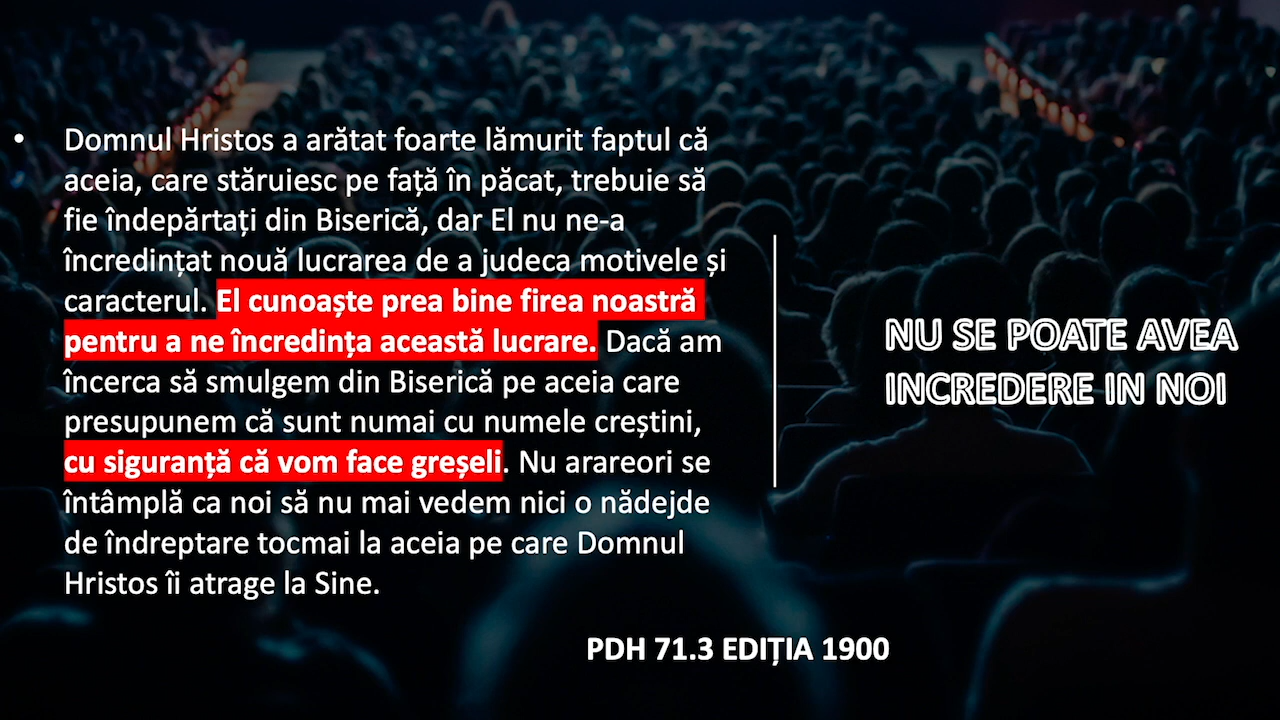 • Domnul Hristos a arătat foarte lămurit faptul că
aceia, care stăruiesc pe față în păcat, trebuie să
fie îndepărtați din Biserică, dar El nu ne-a
încredințat nouă lucrarea de a judeca motivele și
caracterul. El cunoaște prea bine firea noastră
pentru a ne încredința această lucrare. Dacă am
încerca să smulgem din Biserică pe aceia care
presupunem că sunt numai cu numele creștini,
cu siguranță că vom face greșeli. Nu arareori se
întâmplă ca noi să nu mai vedem nici o nădejde
de îndreptare tocmai la aceia pe care Domnul
Hristos îi atrage la Sine.
NU SE POATE AVEA
INCREDERE IN NOI
PDH 71.3 EDIȚIA 1900